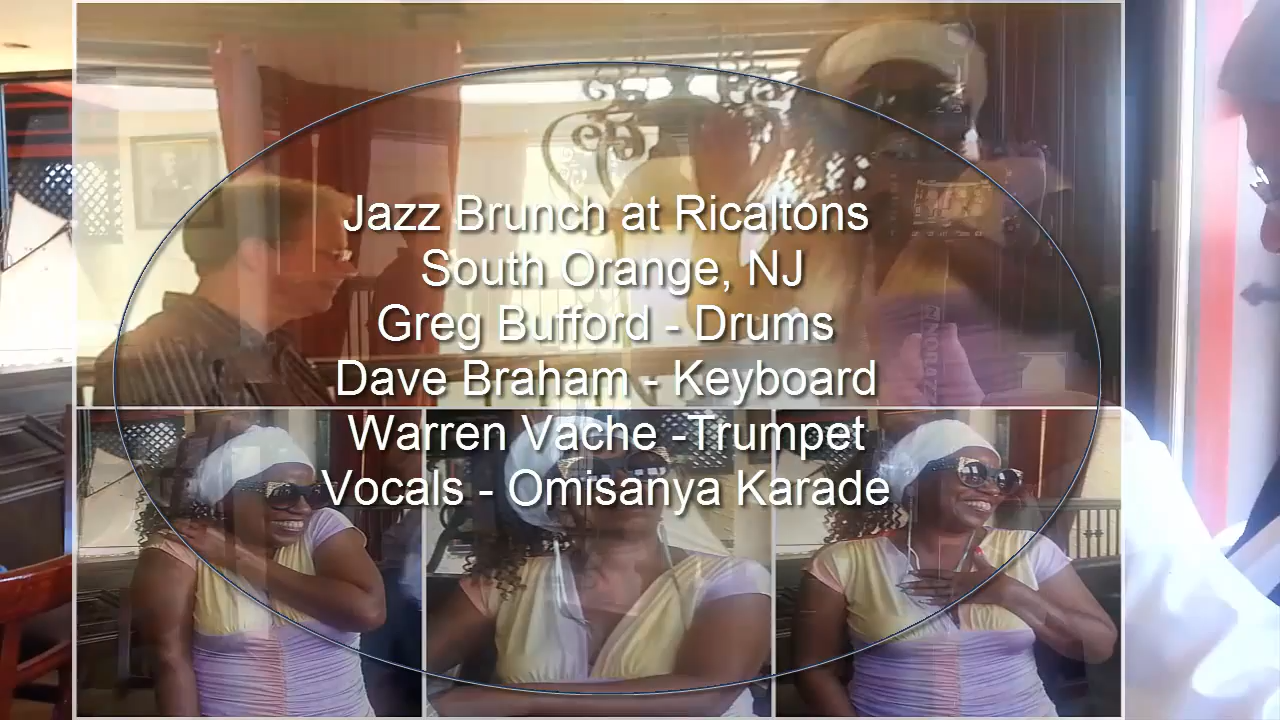 Jazz Brunch at Ricaltons
South Orange, NJ
Greg Bufford - Drums
Dave Braham - Keyboard
Warren Vache -Trumpet
Vocals - Omisanya Karade